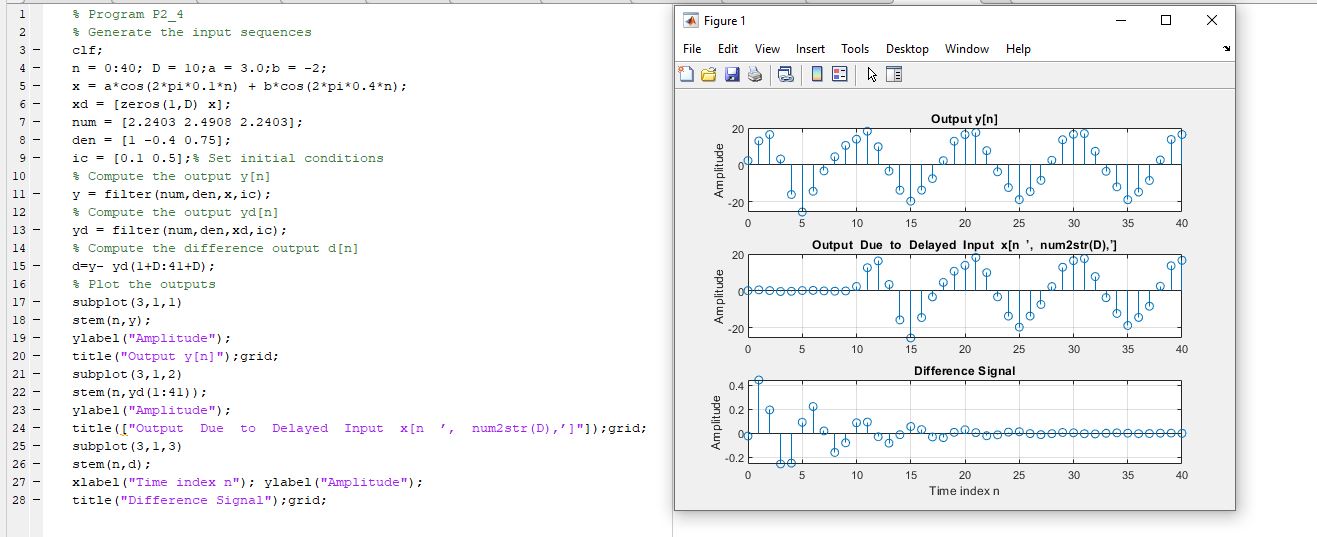 1 % Program P2_4
2 % Generate the input sequences
3 - clf;
4 - n = 0:40; D = 10;a = 3.0;b = -2;
5 - x = a*cos(2*pi*0.1*n) + b*cos(2*pi*0.4*n);
6 - xd = [zeros(1,D) x];
7 - num = [2.2403 2.4908 2.2403];
8 - den = [1 -0.4 0.75];
9 - ic = [0.1 0.5];% Set initial conditions
10 % Compute the output y[n]
11 - y = filter(num,den,x,ic);
12 % Compute the output yd[n]
13 - yd = filter(num,den,xd,ic);
14 % Compute the difference output d[n]
15 - d=y- yd(1+D:41+D);
16 % Plot the outputs
17 - subplot(3,1,1)
18 - stem(n,y);
19 - ylabel("Amplitude");
20 - title("Output y[n]");grid;
21 - subplot(3,1,2)
22 - stem(n,yd(1:41));
23 - ylabel("Amplitude");
24 - title(["Output Due to Delayed Input x[n ’, num2str(D),’]"]);grid;
25 - subplot(3,1,3)
26 - stem(n,d);
27 - xlabel("Time index n"); ylabel("Amplitude");
28 - title("Difference Signal");grid;
Figure 1
File Edit View Insert Tools Desktop Window Help
Output y[n]
20
0
-20
Amplitude
0 5 10 15 20 25 30 35 40
Output Due to Delayed Input x[n ’, num2str(D),’]
20
0
-20
Amplitude
0 5 10 15 20 25 30 35 40
Difference Signal
0.4
0.2
0
-0.2
Amplitude
0 5 10 15 20 25 30 35 40
Time index n